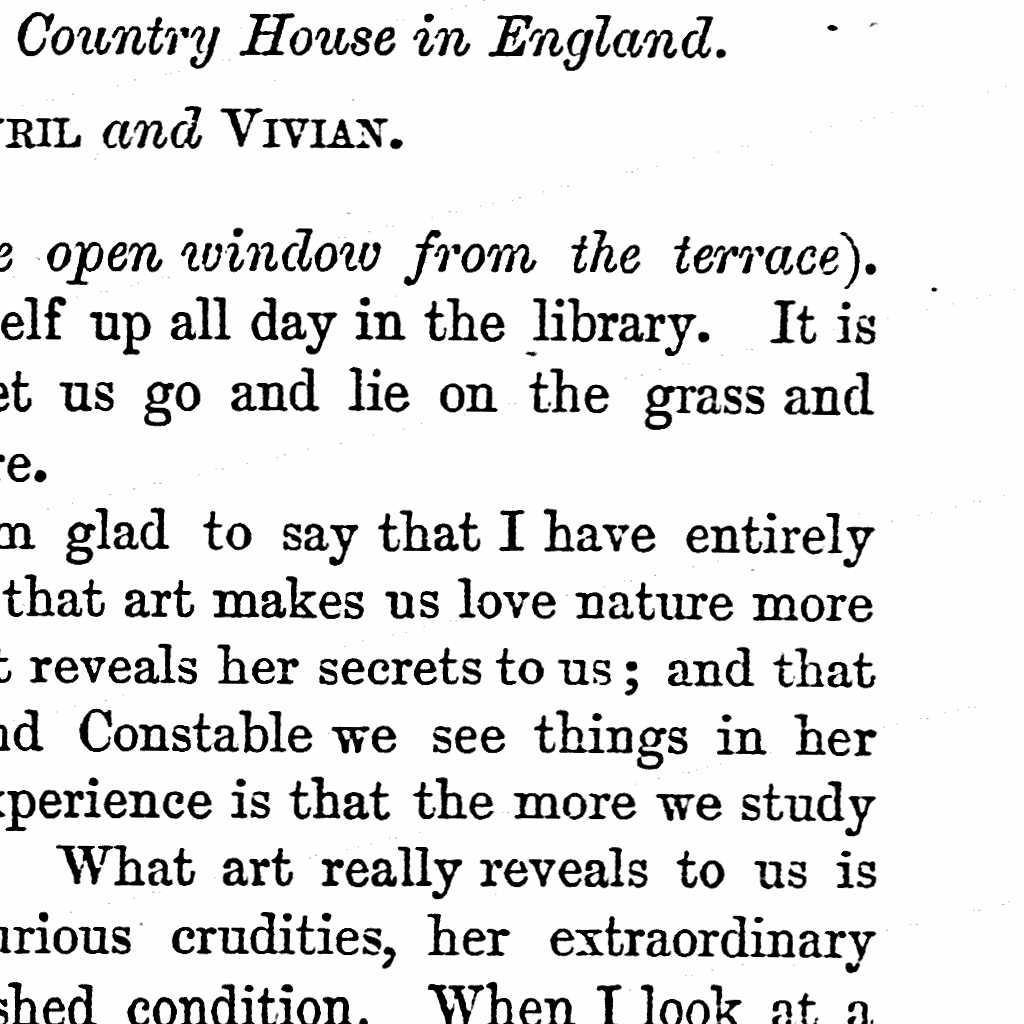 Country House in England.
YRIL and VIVIAN.
e open window from the terrace).
elf up all day in the library. It is
et us go and lie on the grass and
re.
m glad to say that I have entirely
that art makes us love nature more
t reveals her secrets to us; and that
nd Constable we see things in her
xperience is that the more we study
What art really reveals to us is
urious crudities, her extraordinary
shed condition. When I look at a